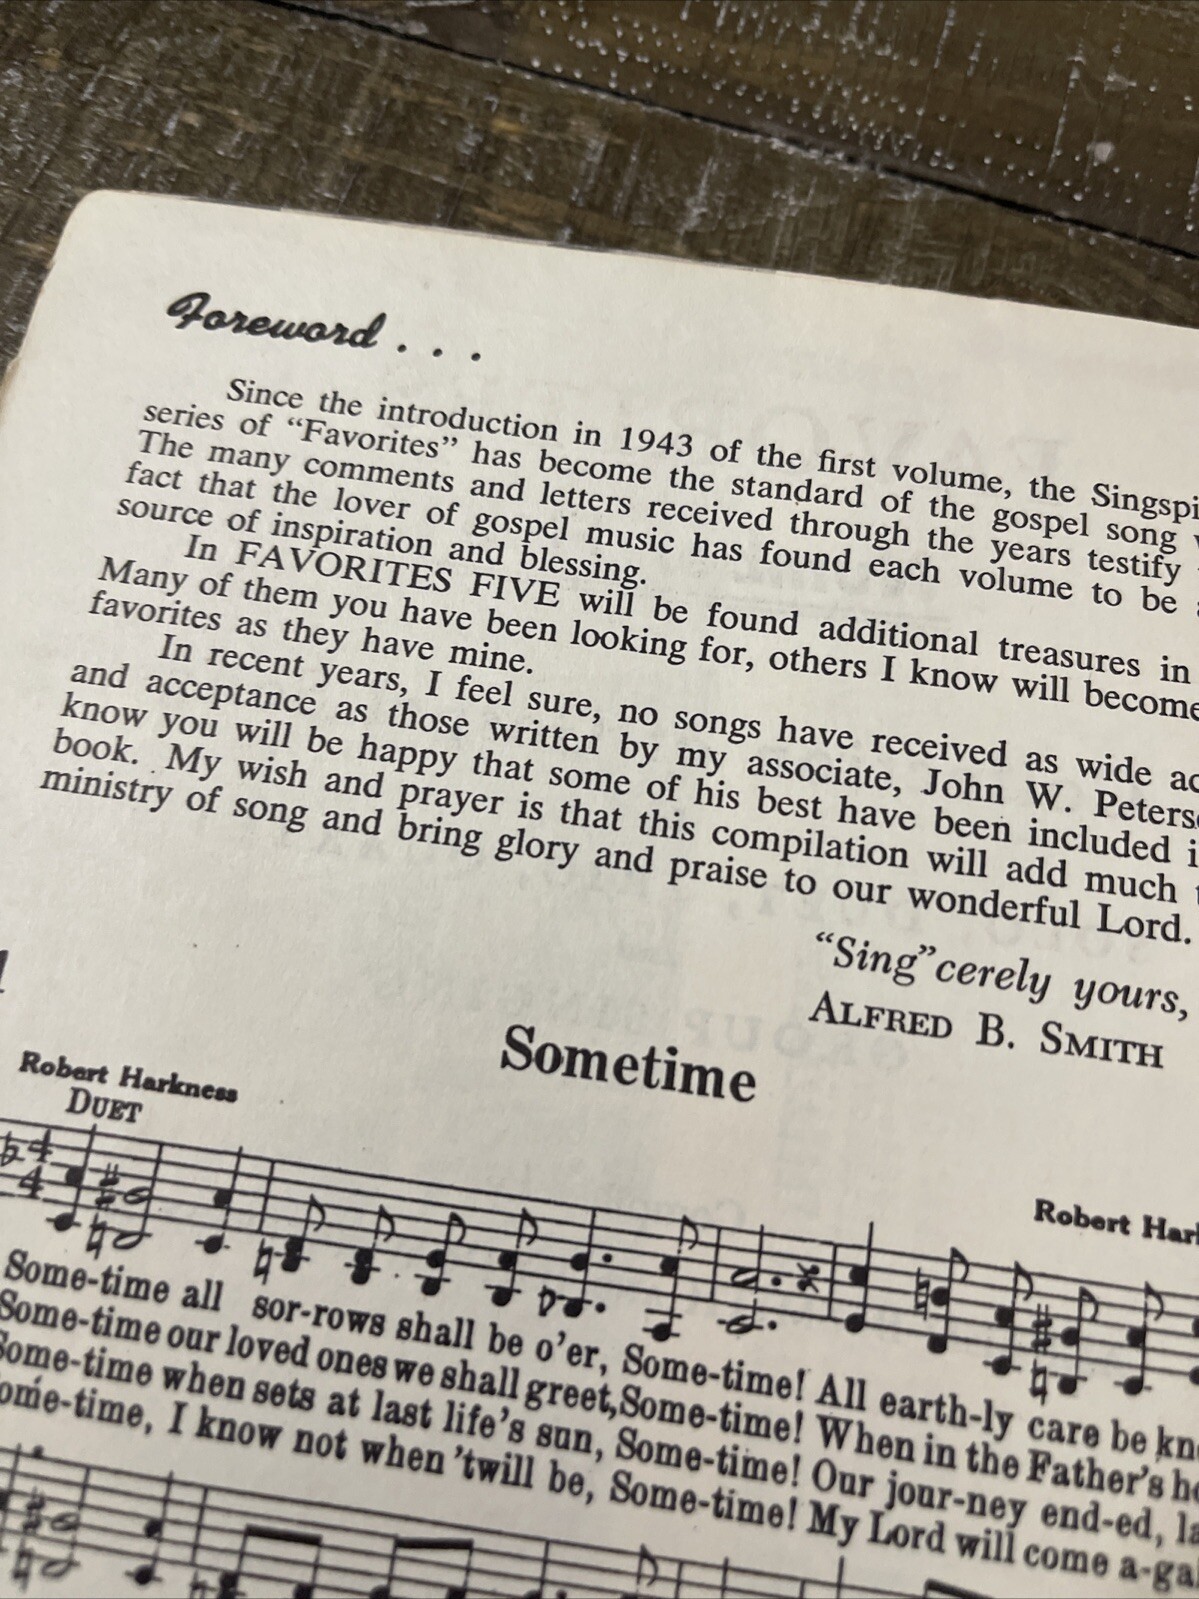 Foreword . . .
Since the introduction in 1943 of the first volume, the Singspi
series of "Favorites" has become the standard of the gospel song
The many comments and letters received through the years testify
fact that the lover of gospel music has found each volume to be
source of inspiration and blessing.
In FAVORITES FIVE will be found additional treasures in
Many of them you have been looking for, others I know will become
favorites as they have mine.
In recent years, I feel sure, no songs have received as wide ac
and acceptance as those written by my associate, John W. Peters
know you will be happy that some of his best have been included i
book. My wish and prayer is that this compilation will add much t
ministry of song and bring glory and praise to our wonderful Lord.
"Sing"cerely yours,
ALFRED B. SMITH
Sometime
Robert Harkness
Robert Har
DUET
4
4
Some-time all sor-rows shall be o'er, Some-time! All earth-ly care be kn
Some-time our loved ones we shall greet, Some-time! When in the Father's h
Some-time when sets at last life's sun, Some-time! Our jour-ney end-ed, la
ome-time, I know not when 'twill be, Some-time! My Lord will come a-ga